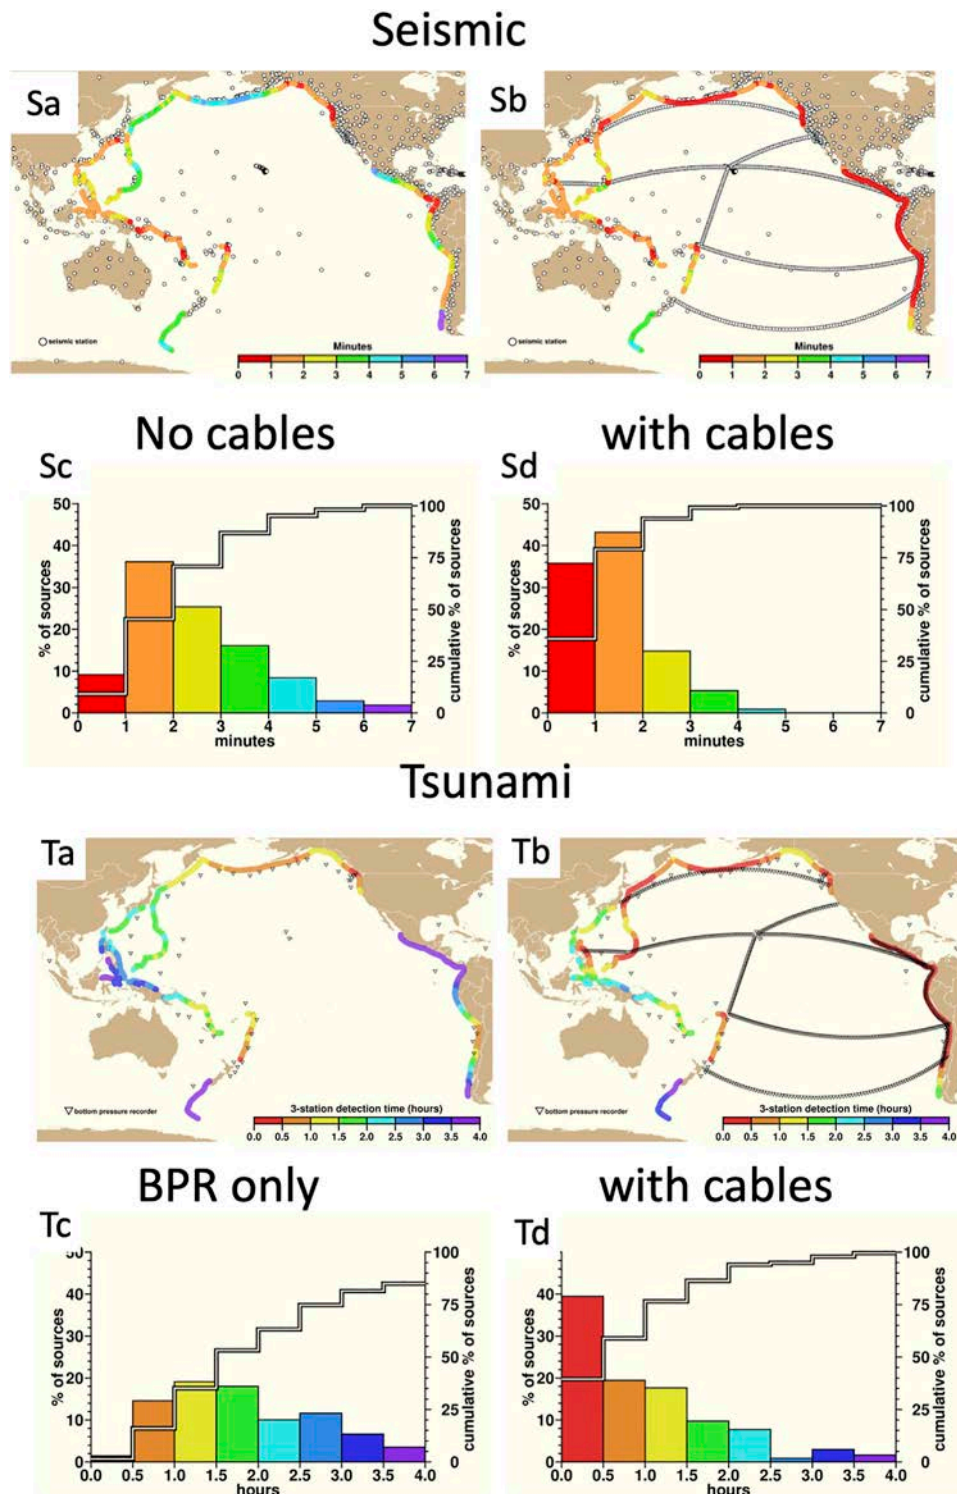 Seismic
Sa
Sb
seismic station
Minutes
0 1 2 3 4 5 6 7
seismic station
Minutes
0 1 2 3 4 5 6 7
No cables
with cables
Sc
Sd
50
40
30
20
10
0
% of sources
100
75
50
25
0
cumulative % of sources
0 1 2 3 4 5 6 7
minutes
50
40
30
20
10
0
% of sources
100
75
50
25
0
cumulative % of sources
0 1 2 3 4 5 6 7
minutes
Tsunami
Ta
Tb
bottom pressure recorder
3-station detection time (hours)
0.0 0.5 1.0 1.5 2.0 2.5 3.0 3.5 4.0
bottom pressure recorder
3-station detection time (hours)
0.0 0.5 1.0 1.5 2.0 2.5 3.0 3.5 4.0
BPR only
with cables
Tc
Td
50
40
30
20
10
0
% of sources
100
75
50
25
0
cumulative % of sources
0.0 0.5 1.0 1.5 2.0 2.5 3.0 3.5 4.0
hours
40
30
20
10
0
% of sources
100
75
50
25
0
cumulative % of sources
0.0 0.5 1.0 1.5 2.0 2.5 3.0 3.5 4.0
hours